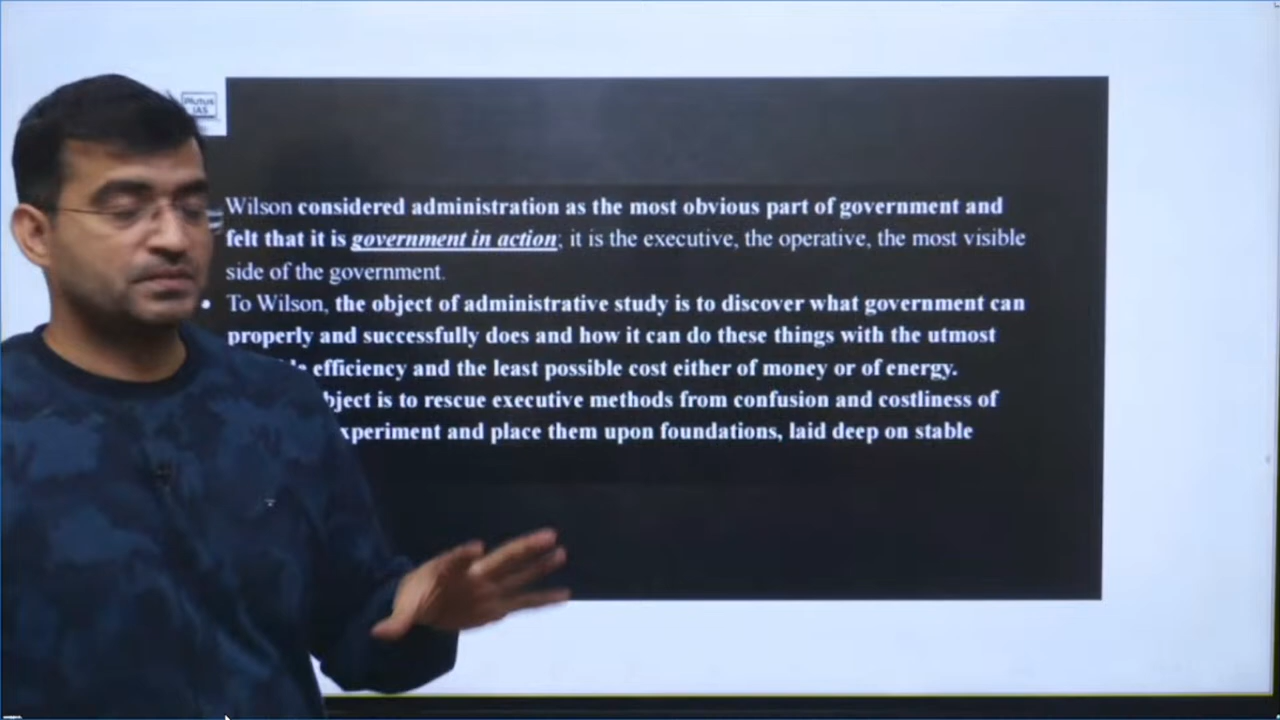 Plutus
IAS
Wilson considered administration as the most obvious part of government and
felt that it is government in action; it is the executive, the operative, the most visible
side of the government.
• To Wilson, the object of administrative study is to discover what government can
properly and successfully does and how it can do these things with the utmost
efficiency and the least possible cost either of money or of energy.
object is to rescue executive methods from confusion and costliness of
experiment and place them upon foundations, laid deep on stable